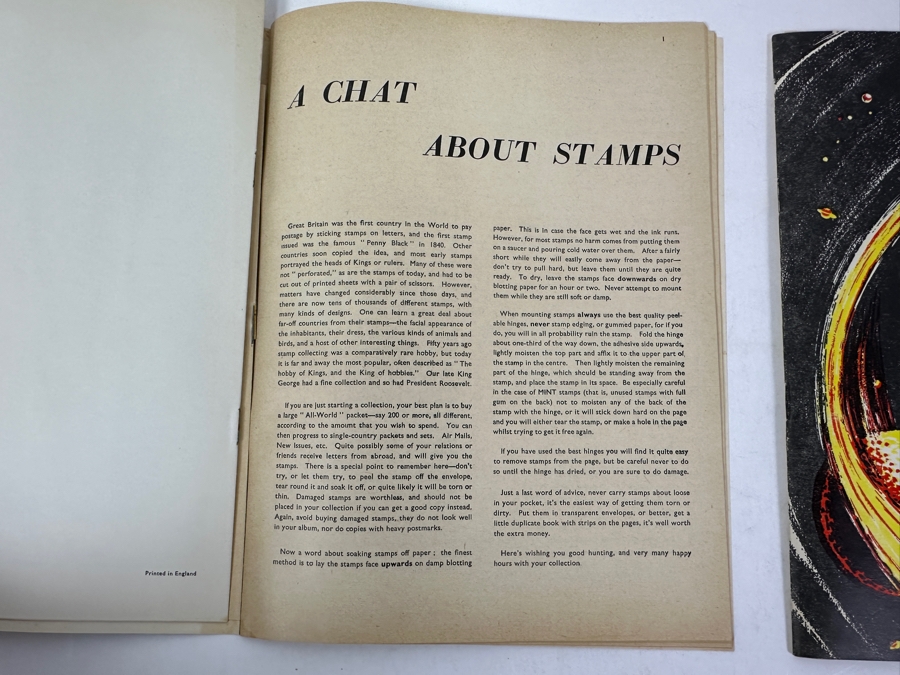 Printed in England
1
A CHAT
ABOUT STAMPS
Great Britain was the first country in the World to pay
postage by sticking stamps on letters, and the first stamp
issued was the famous “Penny Black” in 1840. Other
countries soon copied the idea, and most early stamps
portrayed the heads of Kings or rulers. Many of these were
not “perforated,” as are the stamps of today, and had to be
cut out of printed sheets with a pair of scissors. However,
matters have changed considerably since those days, and
there are now tens of thousands of different stamps, with
many kinds of designs. One can learn a great deal about
far-off countries from their stamps—the facial appearance of
the inhabitants, their dress, the various kinds of animals and
birds, and a host of other interesting things. Fifty years ago
stamp collecting was a comparatively rare hobby, but today
it is far and away the most popular, often described as “The
hobby of Kings, and the King of hobbies.” Our late King
George had a fine collection and so had President Roosevelt.
If you are just starting a collection, your best plan is to buy
a large “All-World” packet—say 200 or more, all different,
according to the amount that you wish to spend. You can
then progress to single-country packets and sets. Air Mails,
New Issues, etc. Quite possibly some of your relations or
friends receive letters from abroad, and will give you the
stamps. There is a special point to remember here—don't
try, or let them try, to peel the stamp off the envelope,
tear round it and soak it off, or quite likely it will be torn or
thin. Damaged stamps are worthless, and should not be
placed in your collection if you can get a good copy instead.
Again, avoid buying damaged stamps, they do not look well
in your album, nor do copies with heavy postmarks.
Now a word about soaking stamps off paper; the finest
method is to lay the stamps face upwards on damp blotting
paper. This is in case the face gets wet and the ink runs.
However, for most stamps no harm comes from putting them
on a saucer and pouring cold water over them. After a fairly
short while they will easily come away from the paper—
don't try to pull hard, but leave them until they are quite
ready. To dry, leave the stamps face downwards on dry
blotting paper for an hour or two. Never attempt to mount
them while they are still soft or damp.
When mounting stamps always use the best quality peel-
able hinges, never stamp edging, or gummed paper, for if you
do, you will in all probability ruin the stamp. Fold the hinge
about one-third of the way down, the adhesive side upwards,
lightly moisten the top part and affix it to the upper part of
the stamp in the centre. Then lightly moisten the remaining
part of the hinge, which should be standing away from the
stamp, and place the stamp in its space. Be especially careful
in the case of MINT stamps (that is, unused stamps with full
gum on the back) not to moisten any of the back of the
stamp with the hinge, or it will stick down hard on the page
and you will either tear the stamp, or make a hole in the page
whilst trying to get it free again.
If you have used the best hinges you will find it quite easy
to remove stamps from the page, but be careful never to do
so until the hinge has dried, or you are sure to do damage.
Just a last word of advice, never carry stamps about loose
in your pocket, it's the easiest way of getting them torn or
dirty. Put them in transparent envelopes, or better, get a
little duplicate book with strips on the pages, it's well worth
the extra money.
Here's wishing you good hunting, and very many happy
hours with your collection.